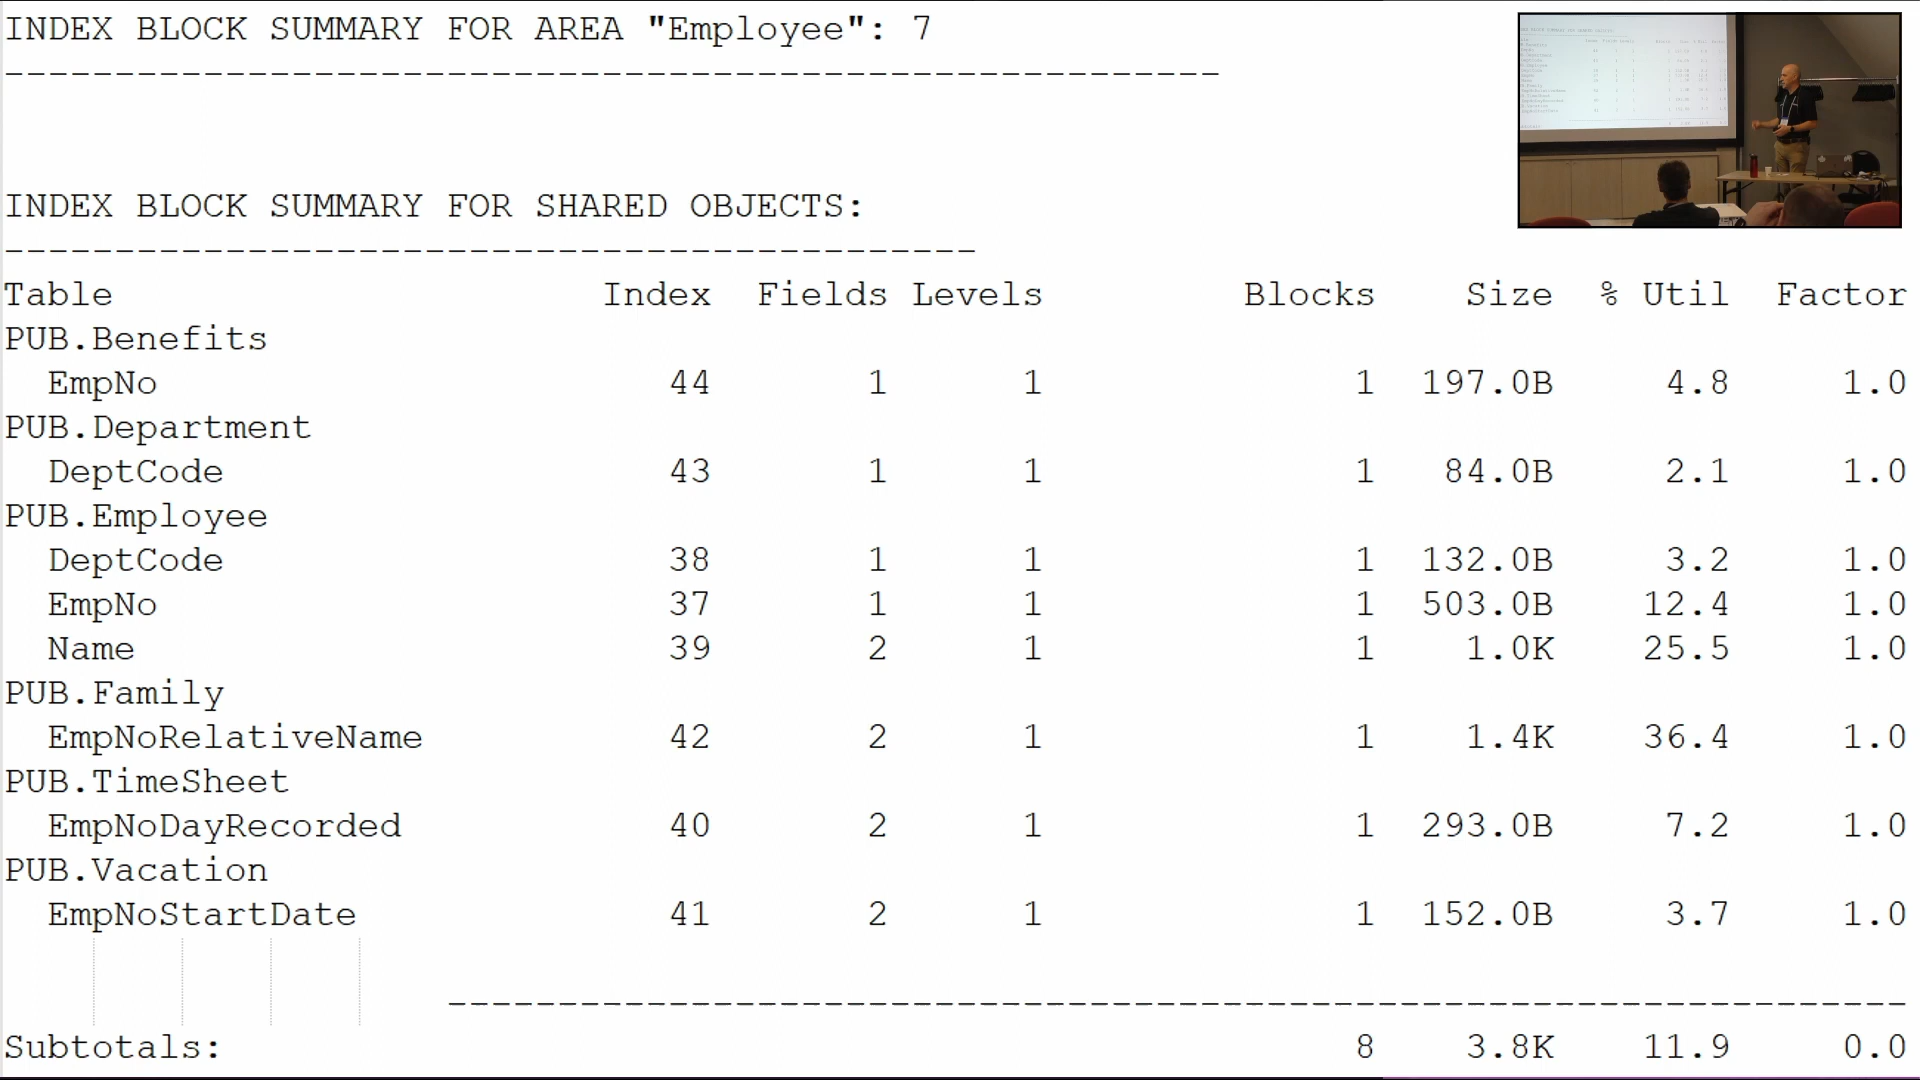 INDEX BLOCK SUMMARY FOR AREA "Employee": 7
-------------------------------------------------------
INDEX BLOCK SUMMARY FOR SHARED OBJECTS:
--------------------------------------------
Table Index Fields Levels Blocks Size % Util Factor
PUB.Benefits
EmpNo 44 1 1 1 197.0B 4.8 1.0
PUB.Department
DeptCode 43 1 1 1 84.0B 2.1 1.0
PUB.Employee
DeptCode 38 1 1 1 132.0B 3.2 1.0
EmpNo 37 1 1 1 503.0B 12.4 1.0
Name 39 2 1 1 1.0K 25.5 1.0
PUB.Family
EmpNoRelativeName 42 2 1 1 1.4K 36.4 1.0
PUB.TimeSheet
EmpNoDayRecorded 40 2 1 1 293.0B 7.2 1.0
PUB.Vacation
EmpNoStartDate 41 2 1 1 152.0B 3.7 1.0
------------------------------------------------------------------
Subtotals: 8 3.8K 11.9 0.0